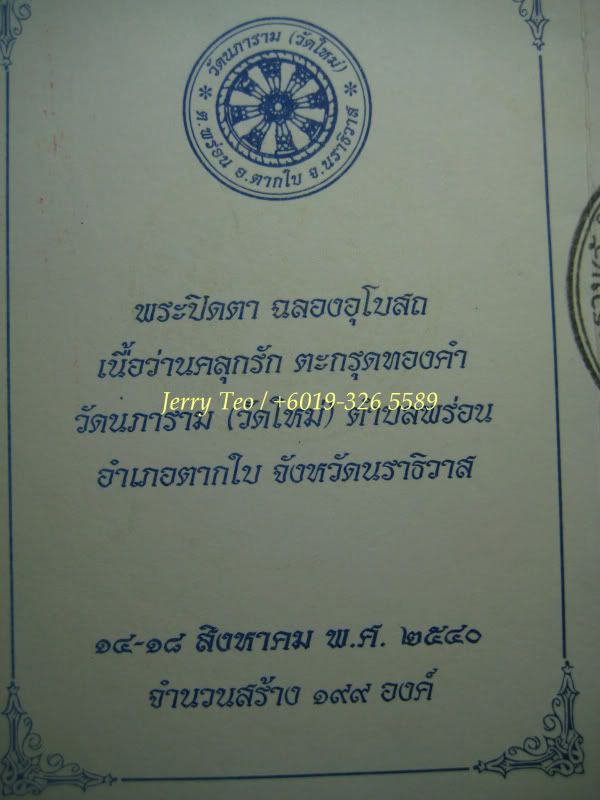 วัดนภาราม (วัดใหม่)
* ต.พร่อน อ.ตากใบ จ.นราธิวาส *
พระปิดตา ฉลองอุโบสถ
เนื้อว่านคลุกรัก ตะกรุดทองคำ
Jerry Teo / +6019-326 5589
วัดนภาราม (วัดใหม่) ตำบลพร่อน
อำเภอตากใบ จังหวัดนราธิวาส
๑๔-๑๘ สิงหาคม พ.ศ. ๒๕๔๐
จำนวนสร้าง ๑๙๙ องค์